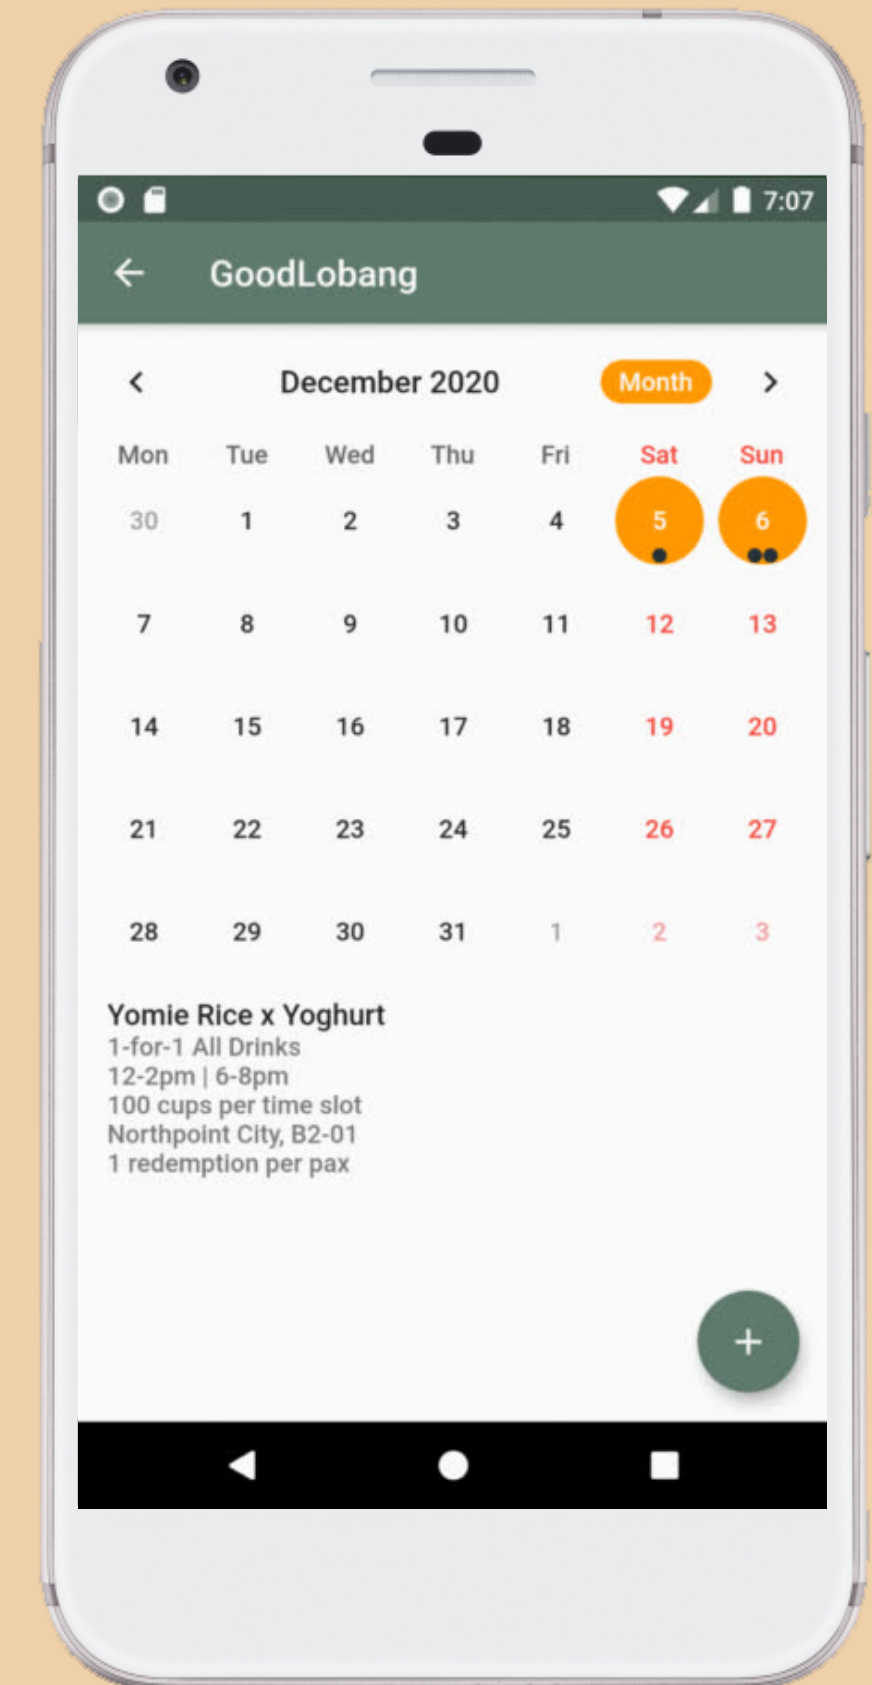 7:07
GoodLobang
December 2020 Month
Mon Tue Wed Thu Fri Sat Sun
30 1 2 3 4 5 6
7 8 9 10 11 12 13
14 15 16 17 18 19 20
21 22 23 24 25 26 27
28 29 30 31 1 2 3
Yomie Rice x Yoghurt
1-for-1 All Drinks
12-2pm | 6-8pm
100 cups per time slot
Northpoint City, B2-01
1 redemption per pax